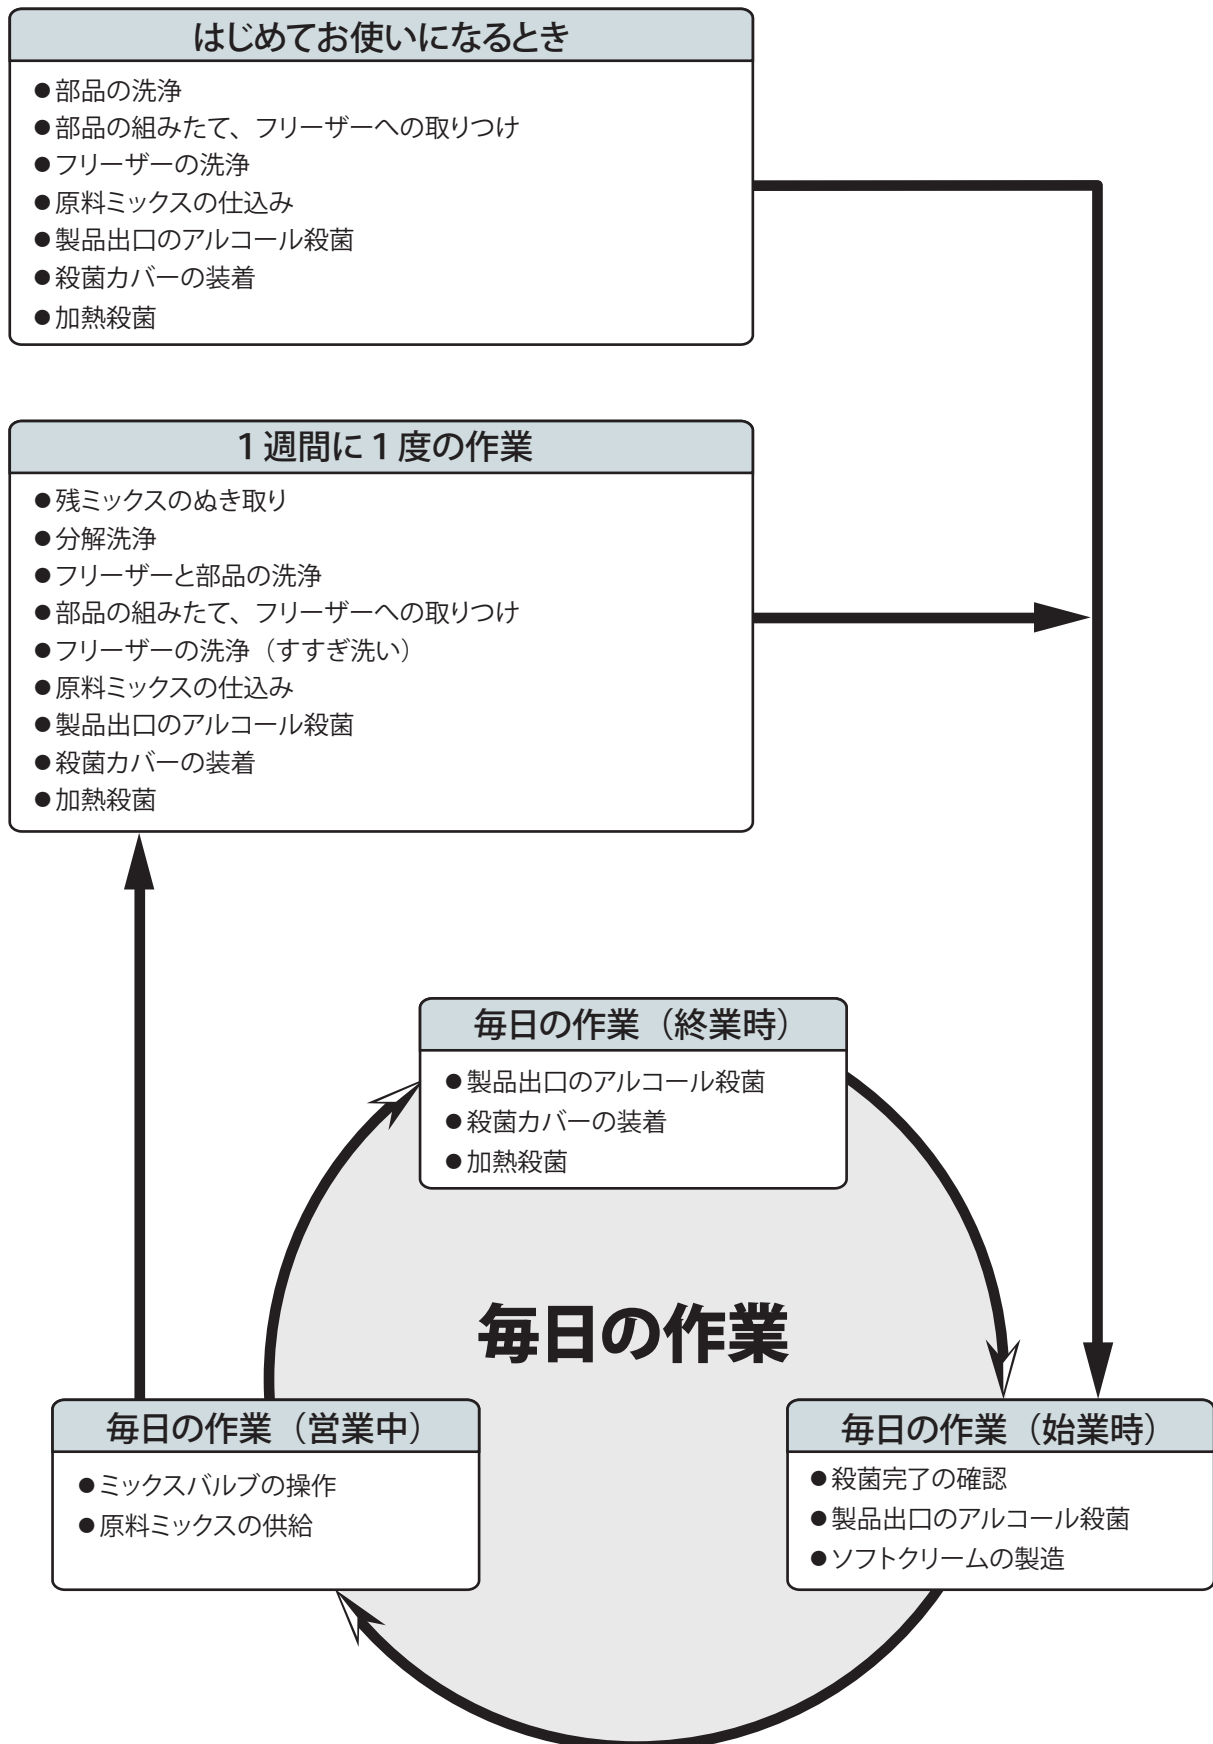 はじめてお使いになるとき
●部品の洗浄
●部品の組みたて、フリーザーへの取りつけ
●フリーザーの洗浄
●原料ミックスの仕込み
●製品出口のアルコール殺菌
●殺菌カバーの装着
●加熱殺菌
1週間に1度の作業
●残ミックスのぬき取り
●分解洗浄
●フリーザーと部品の洗浄
●部品の組みたて、フリーザーへの取りつけ
●フリーザーの洗浄（すすぎ洗い）
●原料ミックスの仕込み
●製品出口のアルコール殺菌
●殺菌カバーの装着
●加熱殺菌
毎日の作業（終業時）
●製品出口のアルコール殺菌
●殺菌カバーの装着
●加熱殺菌
毎日の作業
毎日の作業（営業中）
●ミックスバルブの操作
●原料ミックスの供給
毎日の作業（始業時）
●殺菌完了の確認
●製品出口のアルコール殺菌
●ソフトクリームの製造